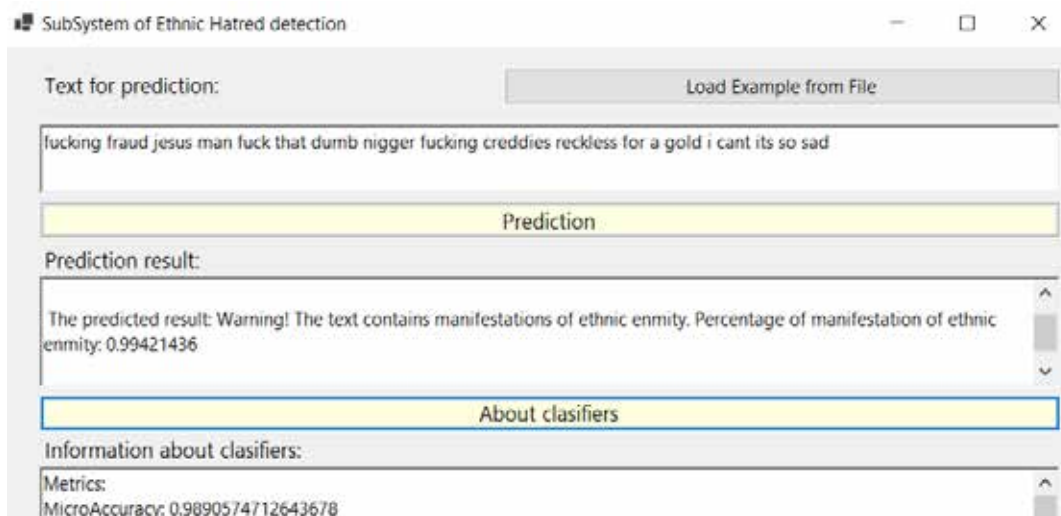 SubSystem of Ethnic Hatred detection
Text for prediction:
Load Example from File
fucking fraud jesus man fuck that dumb nigger fucking creddies reckless for a gold i cant its so sad
Prediction
Prediction result:
The predicted result: Warning! The text contains manifestations of ethnic enmity. Percentage of manifestation of ethnic
enmity: 0.99421436
About clasifiers
Information about clasifiers:
Metrics:
MicroAccuracy: 0.9890574712643678